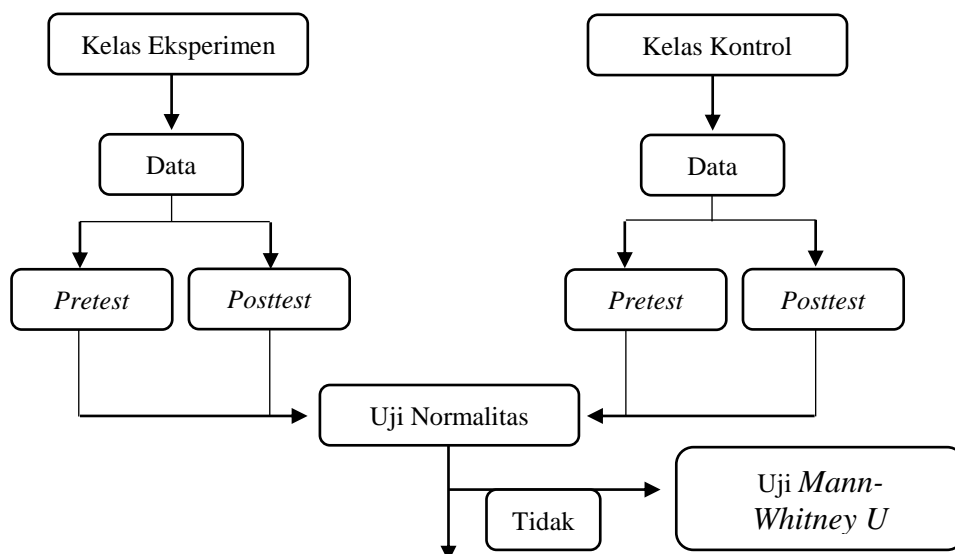 Kelas Eksperimen
Kelas Kontrol
Data
Data
Pretest
Posttest
Pretest
Posttest
Uji Normalitas
Uji Mann-
Whitney U
Tidak